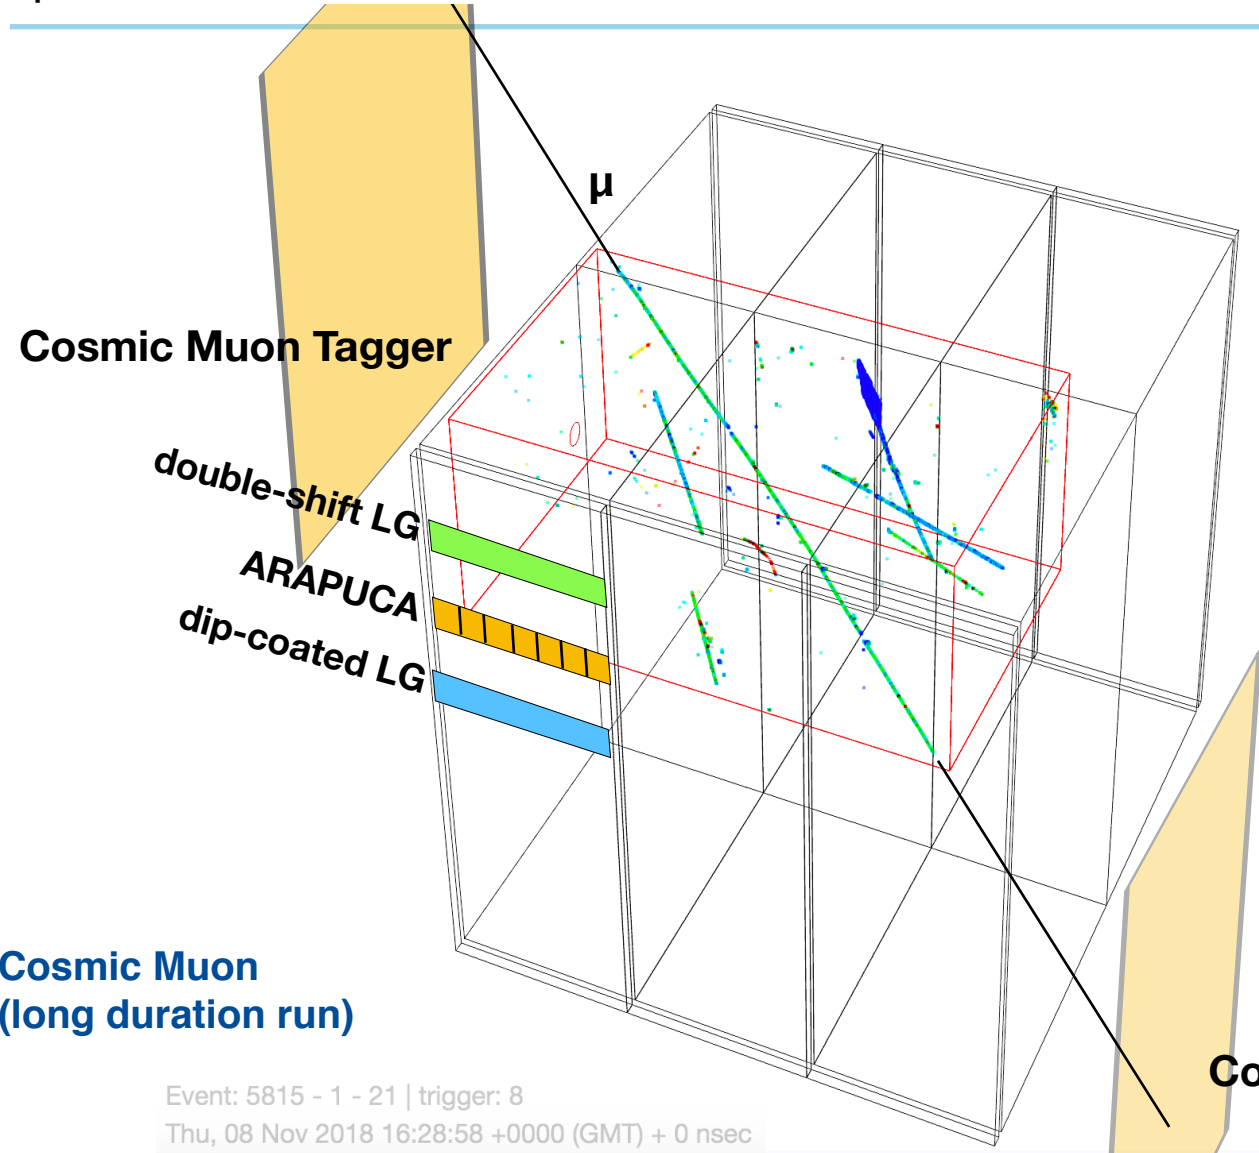 μ
Cosmic Muon Tagger
double-shift LG
ARAPUCA
dip-coated LG
Cosmic Muon
(long duration run)
Co
Event: 5815 - 1 - 21 | trigger: 8
Thu, 08 Nov 2018 16:28:58 +0000 (GMT) + 0 nsec